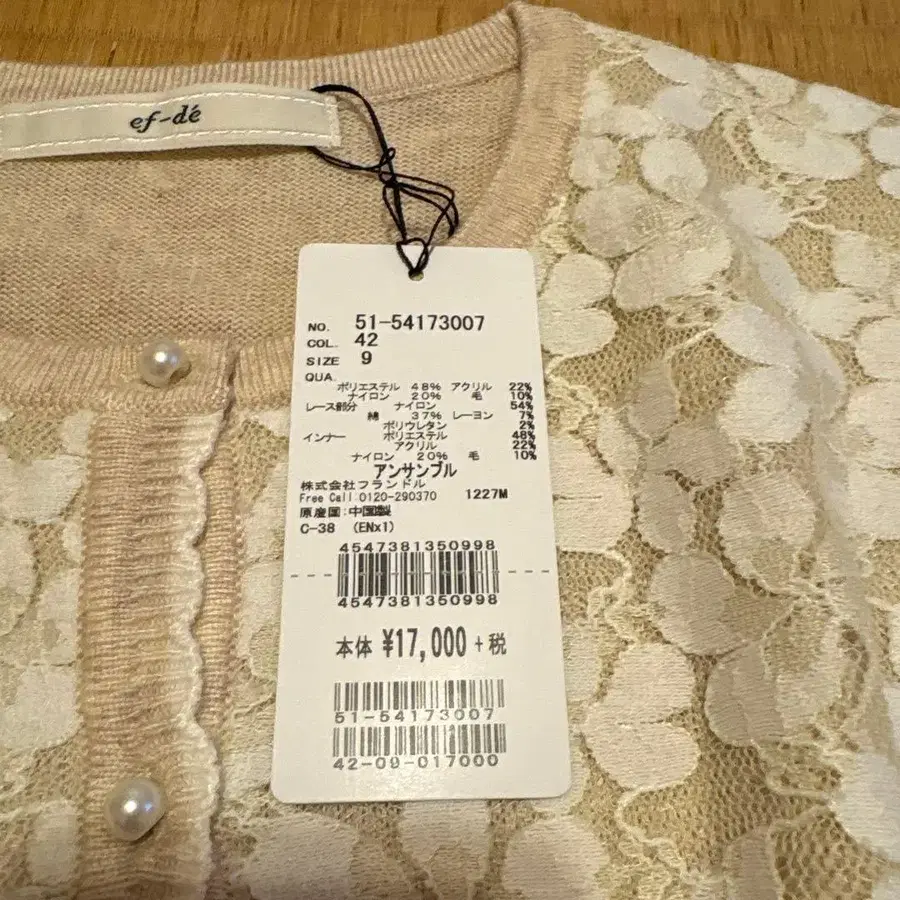 ef-dé
NO. 51-54173007
COL. 42
SIZE 9
QUA.
ポリエステル 48% アクリル 22%
ナイロン 20% 毛 10%
レース部分 ナイロン 54%
綿 37% レーヨン 7%
ポリウレタン 2%
インナー ポリエステル 48%
アクリル 22%
ナイロン 20% 毛 10%
アンサンブル
株式会社フランドル
Free Call 0120-290370 1227M
原産国:中国製
C-38 (ENx1)
4547381350998
4547381350998
本体 ¥17,000 +税
51-54173007
42-09-017000